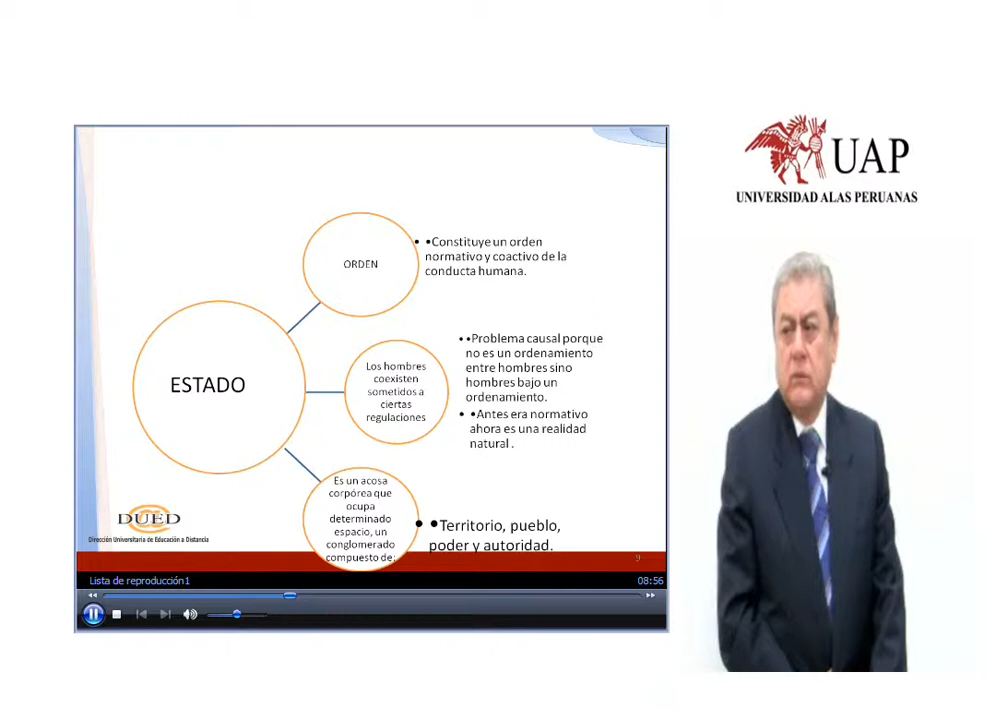 UAP
UNIVERSIDAD ALAS PERUANAS
ESTADO
ORDEN
• •Constituye un orden
normativo y coactivo de la
conducta humana.
Los hombres
coexisten
sometidos a
ciertas
regulaciones
• •Problema causal porque
no es un ordenamiento
entre hombres sino
hombres bajo un
ordenamiento.
• •Antes era normativo
ahora es una realidad
natural .
Es un acosa
corpórea que
ocupa
determinado
espacio, un
conglomerado
compuesto de:
• •Territorio, pueblo,
poder y autoridad.
DUED
Dirección Universitaria de Educación a Distancia
9
Lista de reproducción1
08:56